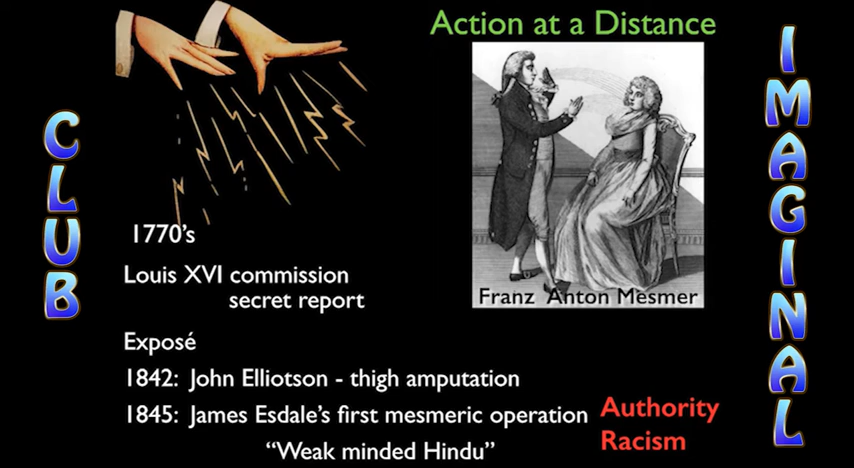 CLUB
Action at a Distance
Franz Anton Mesmer
1770's
Louis XVI commission
secret report
Exposé
1842: John Elliotson - thigh amputation
1845: James Esdale's first mesmeric operation
"Weak minded Hindu"
Authority
Racism
IMAGINAL